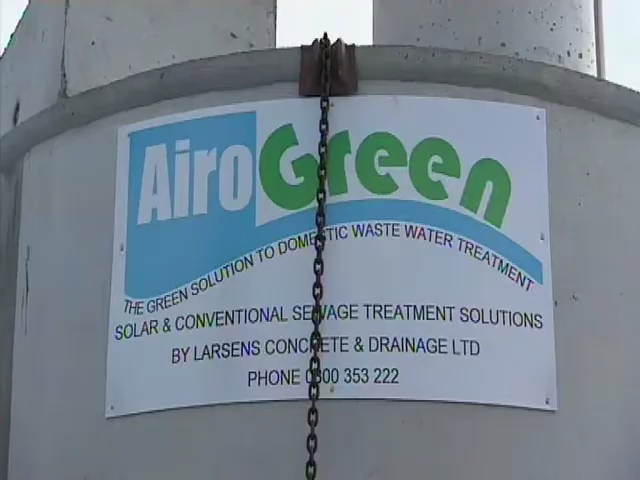 AiroGreen
THE GREEN SOLUTION TO DOMESTIC WASTE WATER TREATMENT
SOLAR & CONVENTIONAL SEWAGE TREATMENT SOLUTIONS
BY LARSENS CONCRETE & DRAINAGE LTD
PHONE 0300 353 222